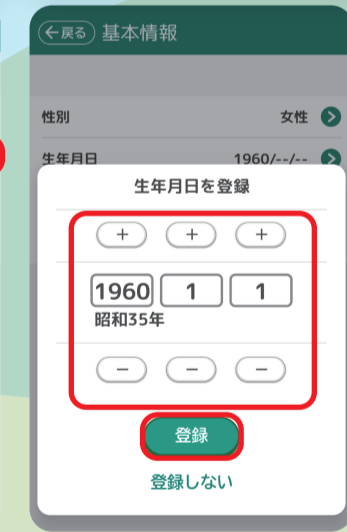 戻る 基本情報
性別 女性
生年月日 1960/--/--
生年月日を登録
+ + +
1960 1 1
昭和35年
− − −
登録
登録しない